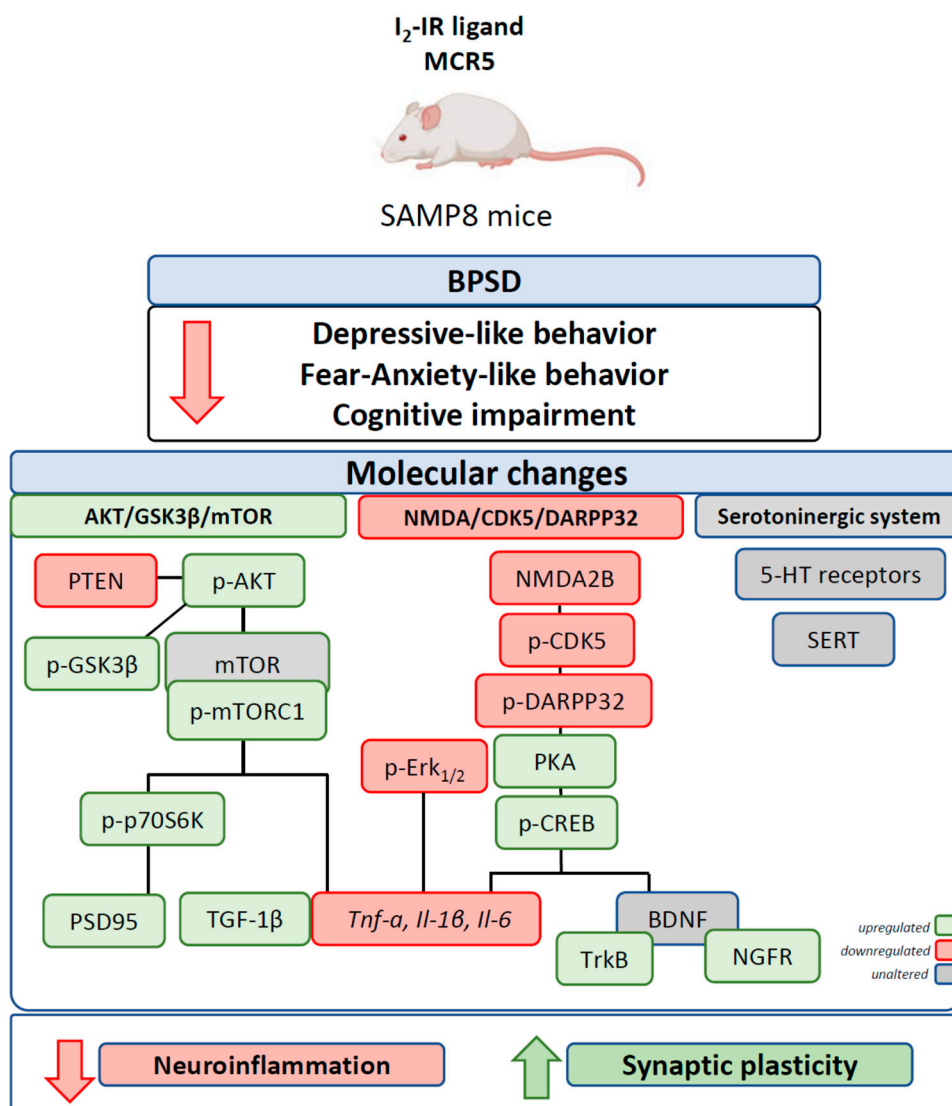 I₂-IR ligand
MCR5
SAMP8 mice
BPSD
Depressive-like behavior
Fear-Anxiety-like behavior
Cognitive impairment
Molecular changes
AKT/GSK3β/mTOR
NMDA/CDK5/DARPP32
Serotoninergic system
PTEN
p-AKT
p-GSK3β
mTOR
p-mTORC1
p-p70S6K
PSD95
TGF-1β
NMDA2B
p-CDK5
p-DARPP32
p-Erk₁/₂
PKA
p-CREB
Tnf-α, Il-1β, Il-6
BDNF
TrkB
NGFR
5-HT receptors
SERT
upregulated
downregulated
unaltered
Neuroinflammation
Synaptic plasticity